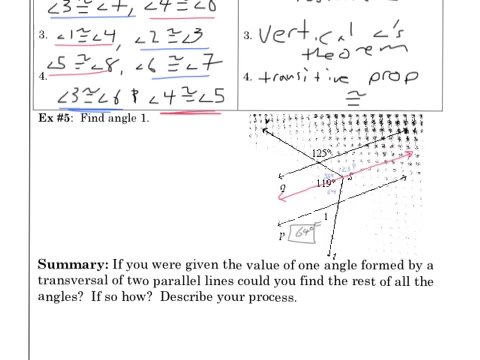 ∠3≅∠7, ∠4≅∠8
3. ∠1≅∠4, ∠2≅∠3
∠5≅∠8, ∠6≅∠7
4.
∠3≅∠6 & ∠4≅∠5
3. Vertical ∠'s
theorem
4. transitive prop
≅
Ex #5: Find angle 1.
125°
q
119°
s
1
p
64°
t
Summary: If you were given the value of one angle formed by a
transversal of two parallel lines could you find the rest of all the
angles? If so how? Describe your process.